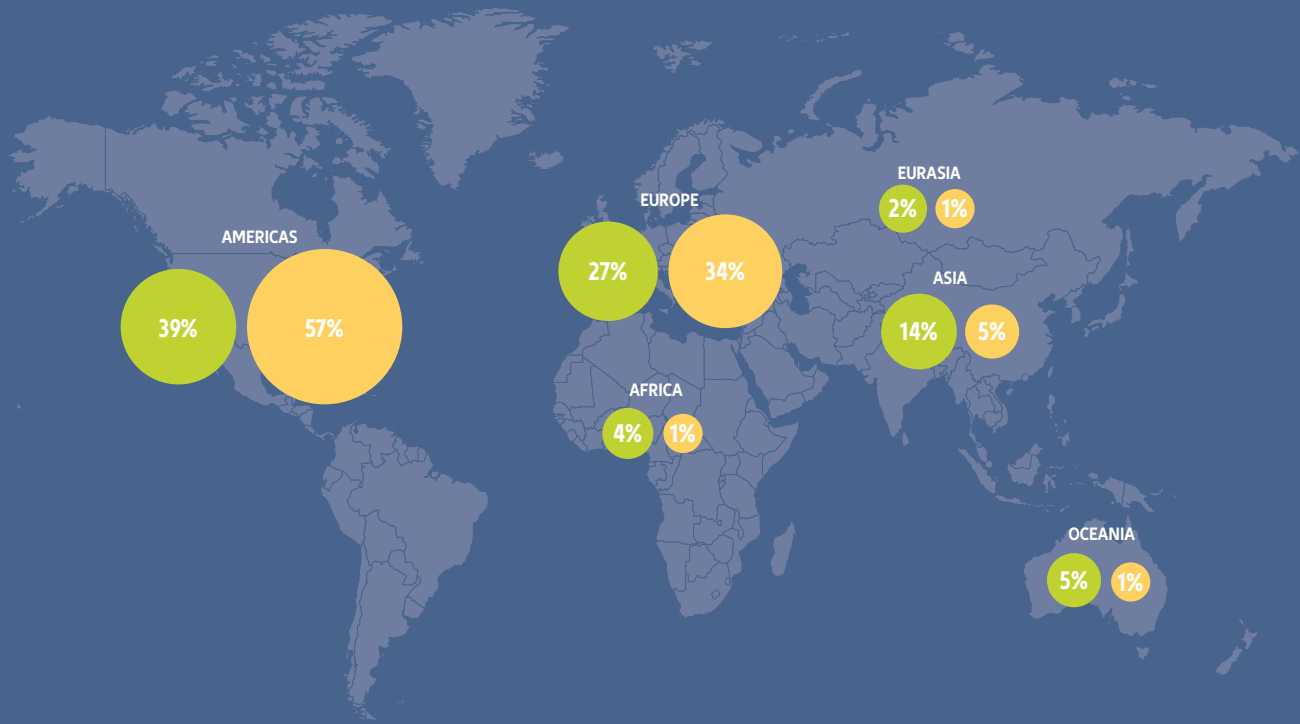 AMERICAS
39%
57%
EUROPE
27%
34%
AFRICA
4%
1%
EURASIA
2%
1%
ASIA
14%
5%
OCEANIA
5%
1%